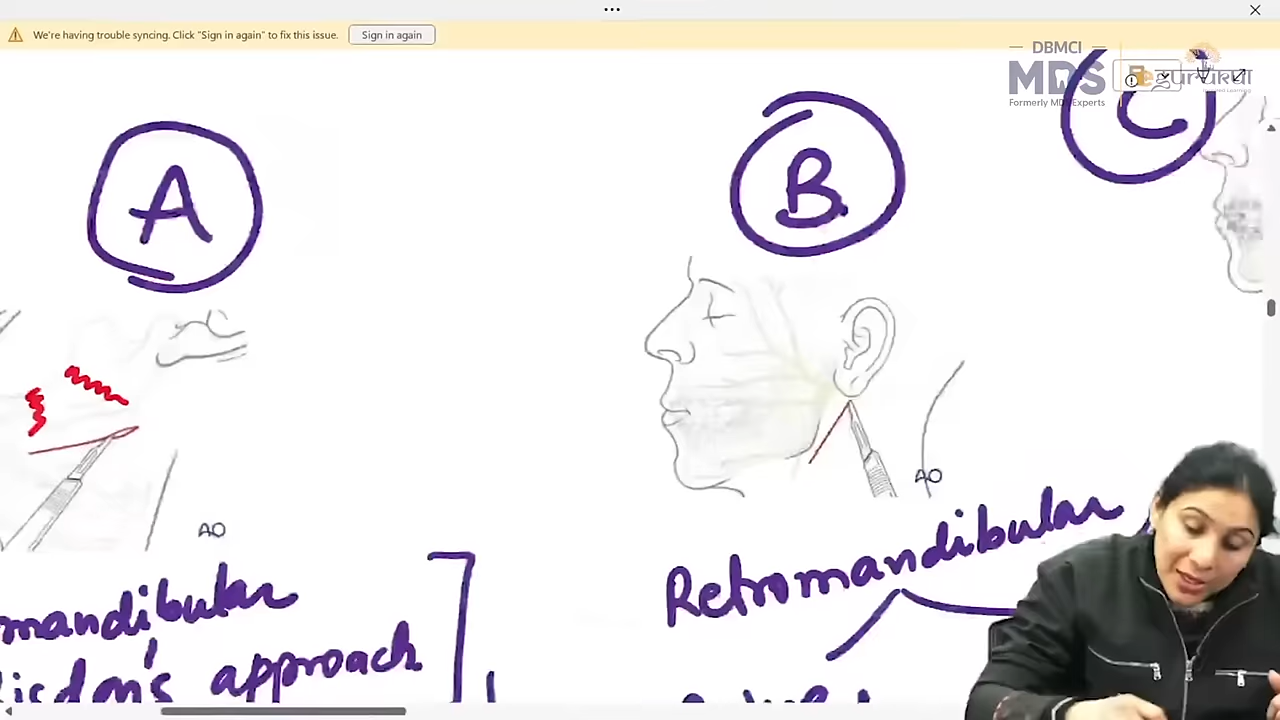 We're having trouble syncing. Click "Sign in again" to fix this issue. Sign in again
DBMCI
MDS
Formerly MDS Experts
egurukul
A
B
C
AO
AO
mandibular
approach
Retromandibular